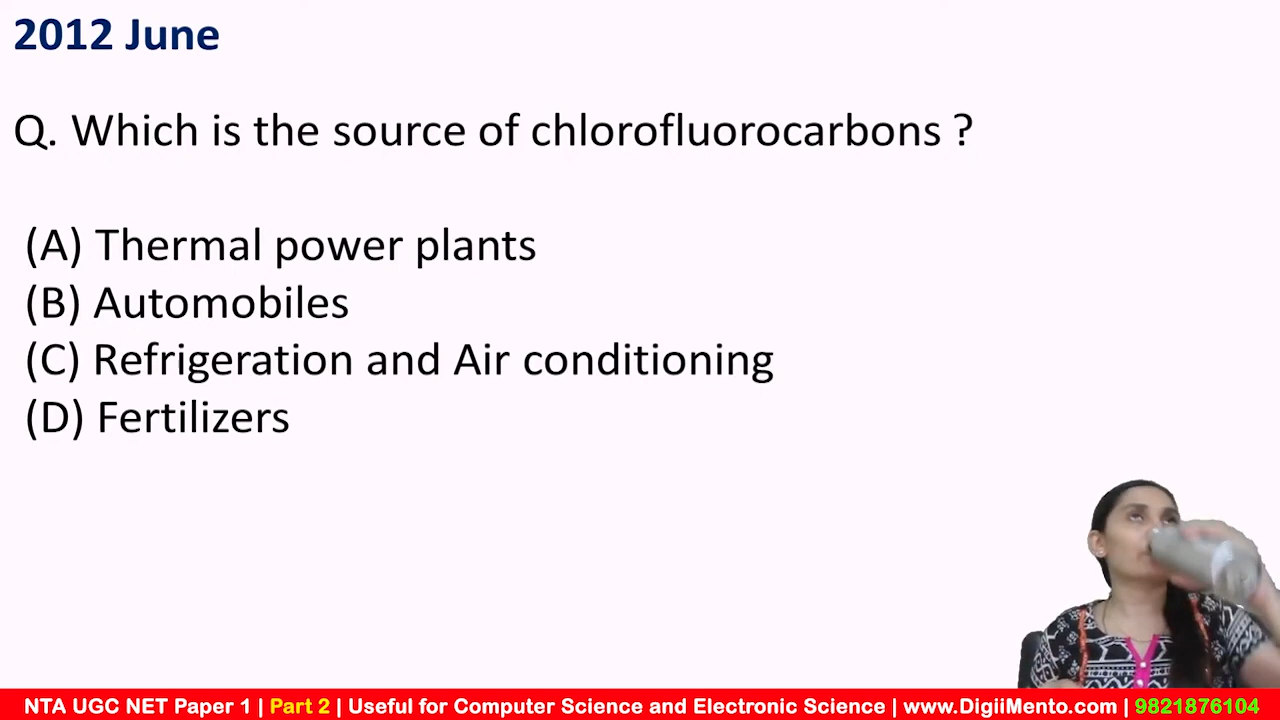 2012 June
Q. Which is the source of chlorofluorocarbons ?
(A) Thermal power plants
(B) Automobiles
(C) Refrigeration and Air conditioning
(D) Fertilizers
NTA UGC NET Paper 1 | Part 2 | Useful for Computer Science and Electronic Science | www.DigiiMento.com | 9821876104